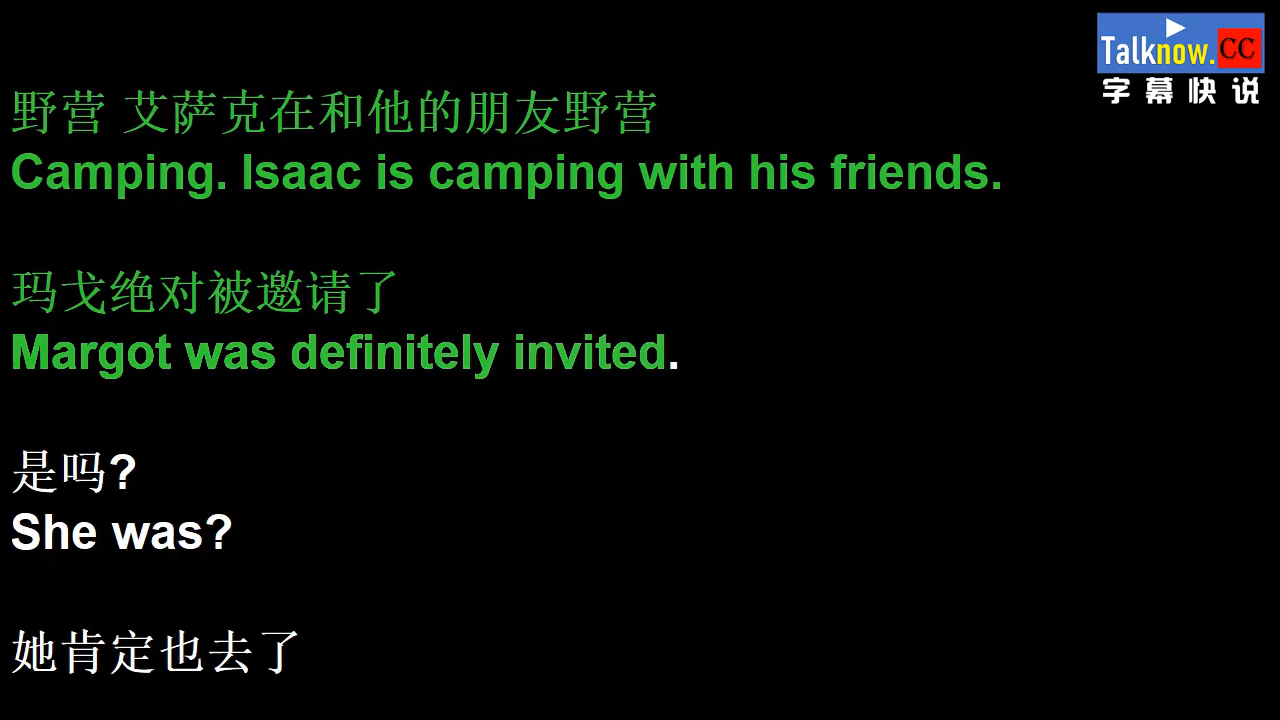 Talknow.CC
字幕快说
野营 艾萨克在和他的朋友野营
Camping. Isaac is camping with his friends.
玛戈绝对被邀请了
Margot was definitely invited.
是吗?
She was?
她肯定也去了